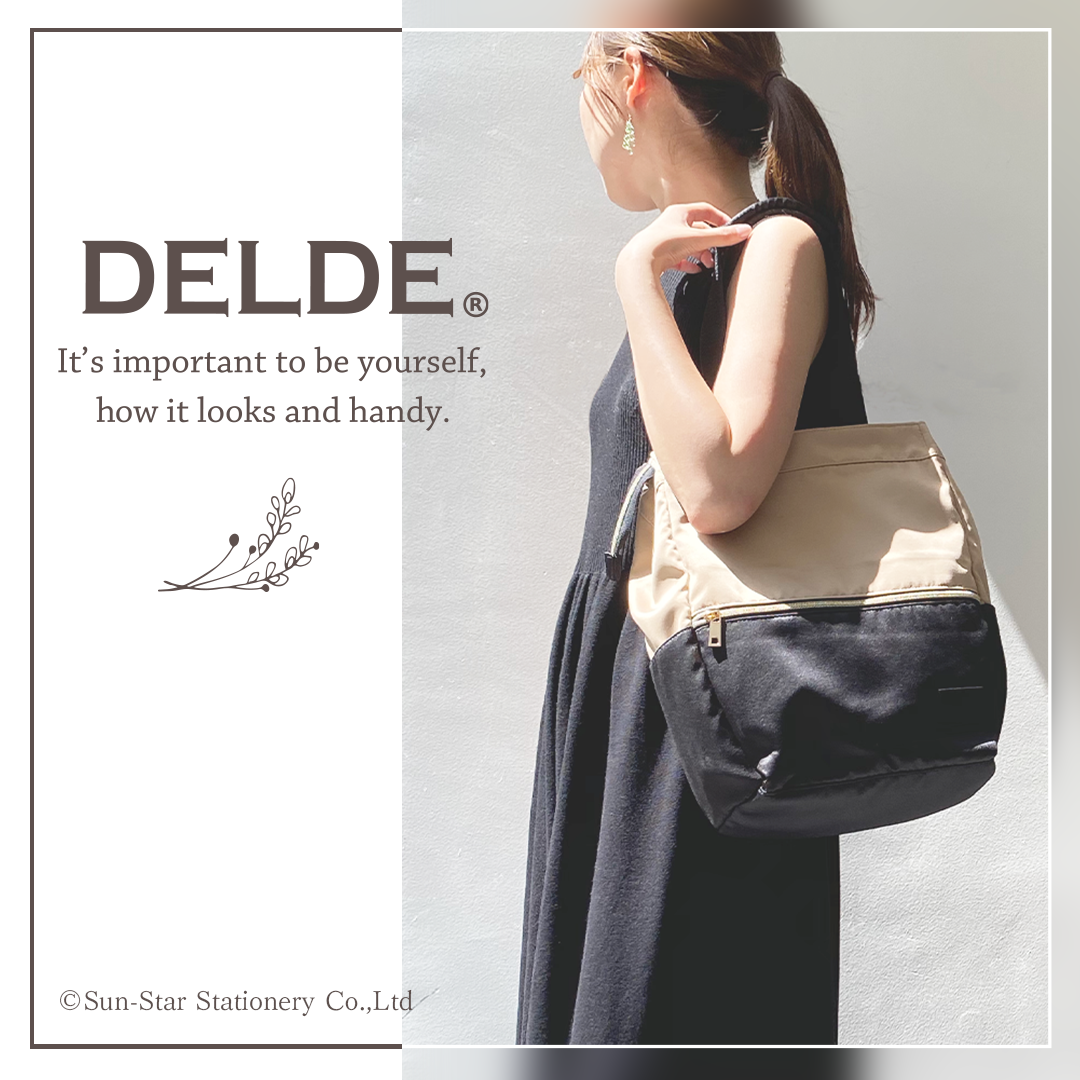 DELDE®
It’s important to be yourself,
how it looks and handy.
©Sun-Star Stationery Co.,Ltd